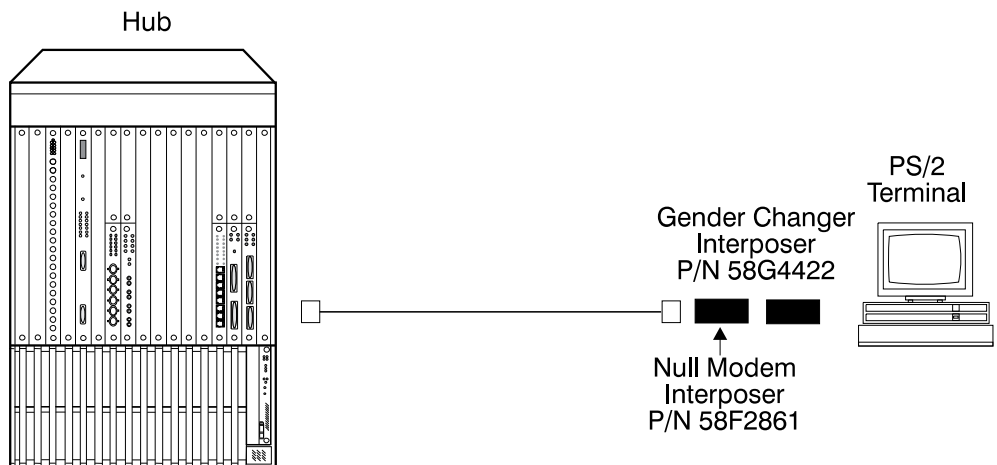 Hub
PS/2
Terminal
Gender Changer
Interposer
P/N 58G4422
Null Modem
Interposer
P/N 58F2861